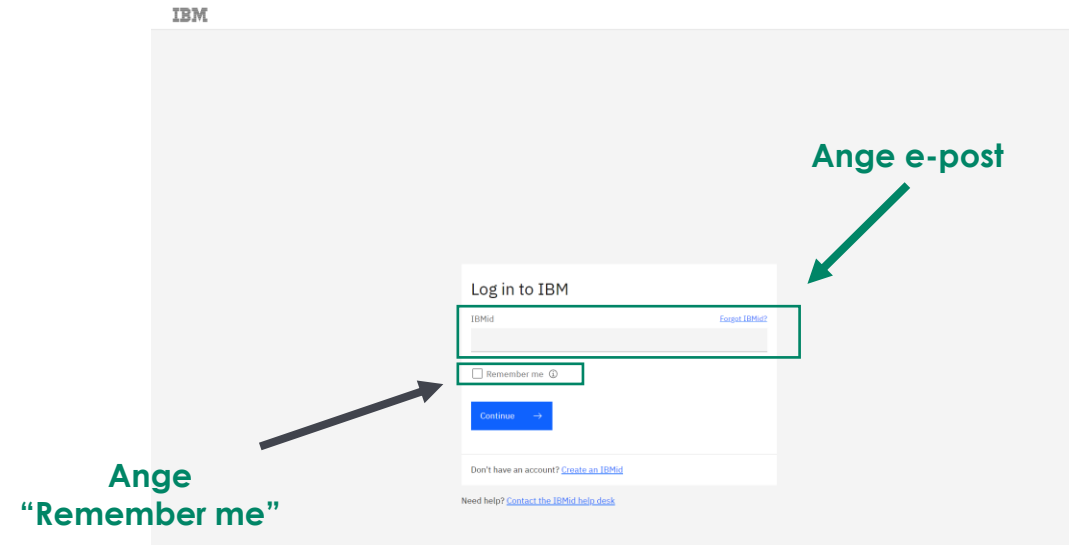 IBM
Ange e-post
Log in to IBM
IBMid Forgot IBMid?
Remember me
Continue →
Ange
“Remember me”
Don't have an account? Create an IBMid
Need help? Contact the IBMid help desk